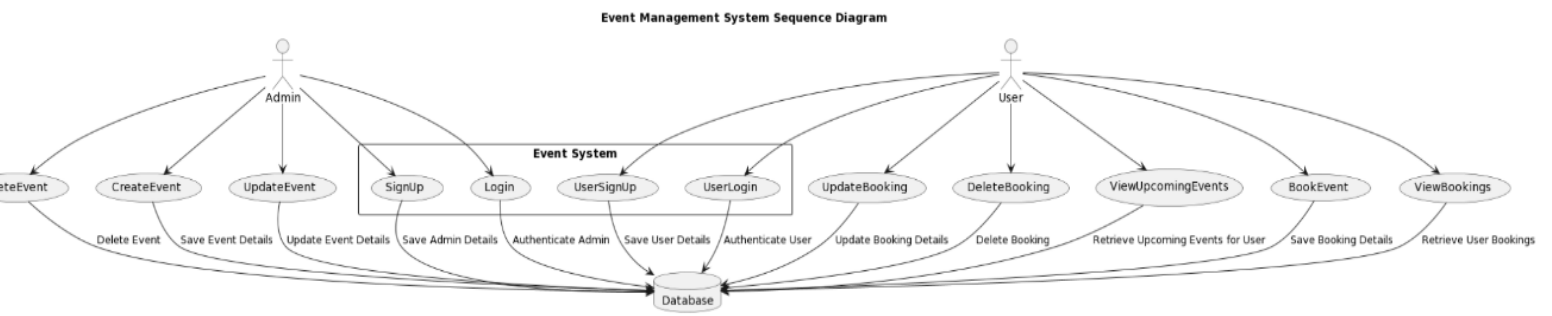 Event Management System Sequence Diagram
Admin
User
Event System
eteEvent
CreateEvent
UpdateEvent
SignUp
Login
UserSignUp
UserLogin
UpdateBooking
DeleteBooking
ViewUpcomingEvents
BookEvent
ViewBookings
Delete Event
Save Event Details
Update Event Details
Save Admin Details
Authenticate Admin
Save User Details
Authenticate User
Update Booking Details
Delete Booking
Retrieve Upcoming Events for User
Save Booking Details
Retrieve User Bookings
Database